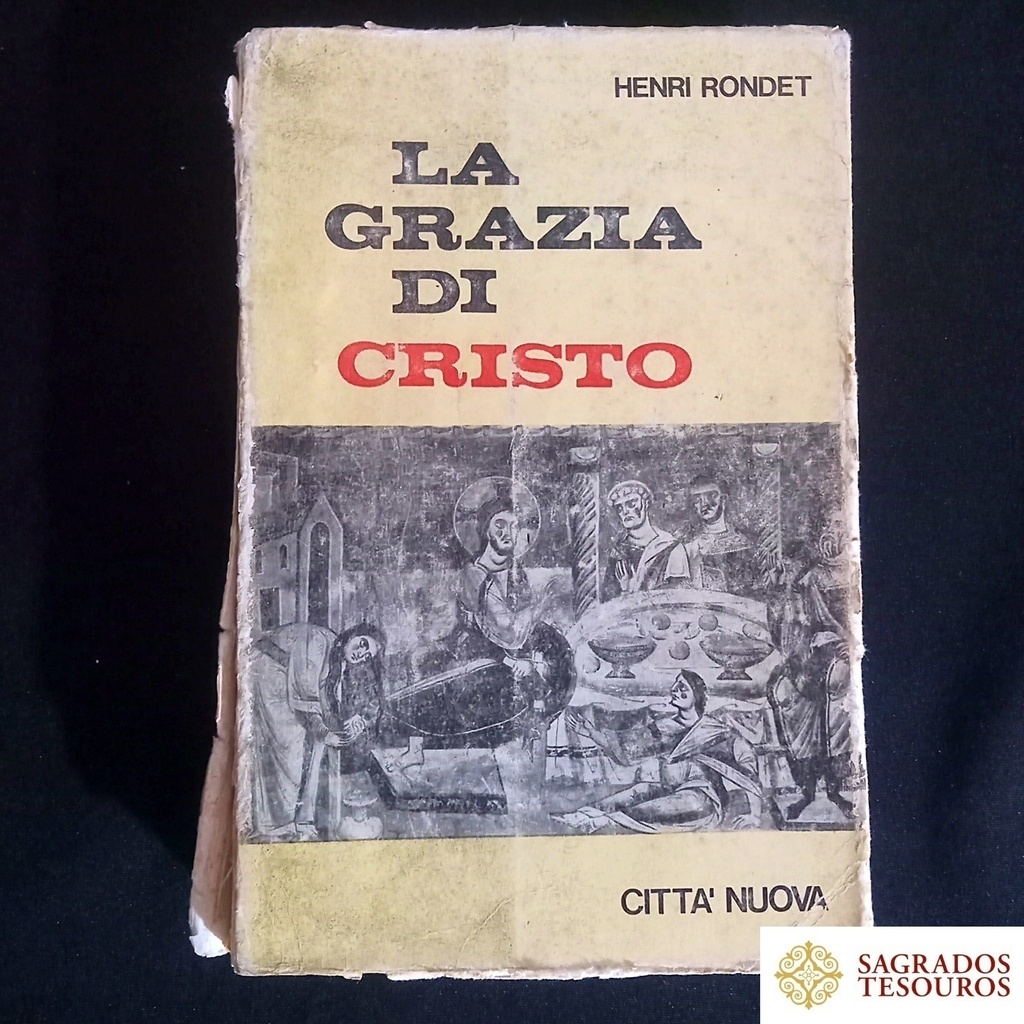 HENRI RONDET
LA
GRAZIA
DI
CRISTO
CITTA' NUOVA
SAGRADOS
TESOUROS